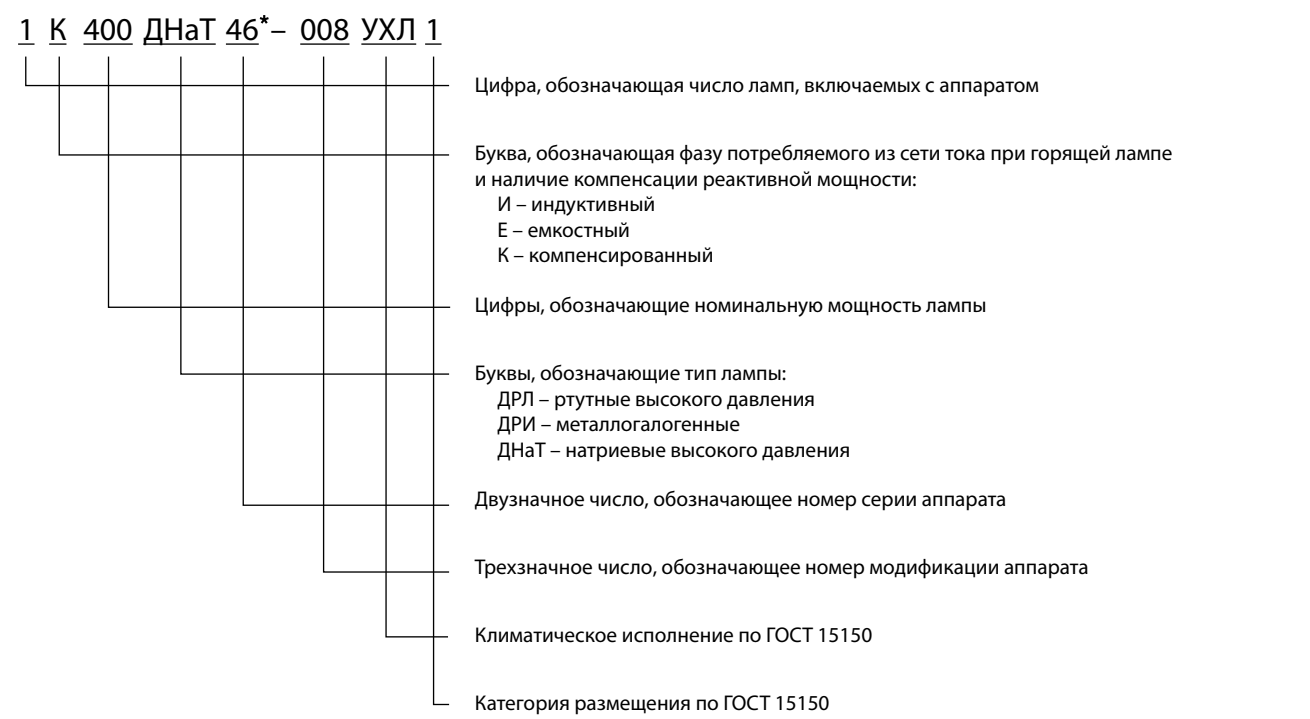 1 К 400 ДНаТ 46*– 008 УХЛ 1
Цифра, обозначающая число ламп, включаемых с аппаратом
Буква, обозначающая фазу потребляемого из сети тока при горящей лампе
и наличие компенсации реактивной мощности:
И – индуктивный
Е – емкостный
К – компенсированный
Цифры, обозначающие номинальную мощность лампы
Буквы, обозначающие тип лампы:
ДРЛ – ртутные высокого давления
ДРИ – металлогалогенные
ДНаТ – натриевые высокого давления
Двузначное число, обозначающее номер серии аппарата
Трехзначное число, обозначающее номер модификации аппарата
Климатическое исполнение по ГОСТ 15150
Категория размещения по ГОСТ 15150